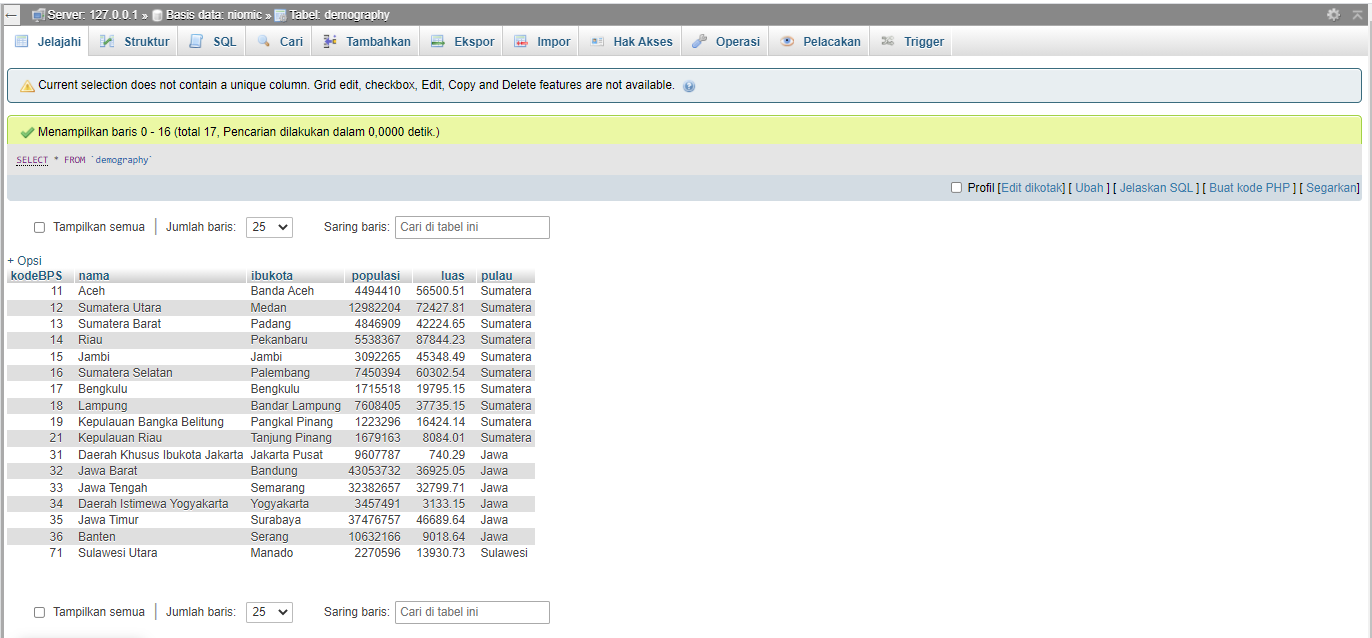 Server: 127.0.0.1 » Basis data: niomic » Tabel: demography
Jelajahi Struktur SQL Cari Tambahkan Ekspor Impor Hak Akses Operasi Pelacakan Trigger
Current selection does not contain a unique column. Grid edit, checkbox, Edit, Copy and Delete features are not available.
Menampilkan baris 0 - 16 (total 17, Pencarian dilakukan dalam 0,0000 detik.)
SELECT * FROM `demography`
Profil [Edit dikotak] [ Ubah ] [ Jelaskan SQL ] [ Buat kode PHP ] [ Segarkan]
Tampilkan semua Jumlah baris: 25 Saring baris: Cari di tabel ini
+ Opsi
kodeBPS nama ibukota populasi luas pulau
11 Aceh Banda Aceh 4494410 56500.51 Sumatera
12 Sumatera Utara Medan 12982204 72427.81 Sumatera
13 Sumatera Barat Padang 4846909 42224.65 Sumatera
14 Riau Pekanbaru 5538367 87844.23 Sumatera
15 Jambi Jambi 3092265 45348.49 Sumatera
16 Sumatera Selatan Palembang 7450394 60302.54 Sumatera
17 Bengkulu Bengkulu 1715518 19795.15 Sumatera
18 Lampung Bandar Lampung 7608405 37735.15 Sumatera
19 Kepulauan Bangka Belitung Pangkal Pinang 1223296 16424.14 Sumatera
21 Kepulauan Riau Tanjung Pinang 1679163 8084.01 Sumatera
31 Daerah Khusus Ibukota Jakarta Jakarta Pusat 9607787 740.29 Jawa
32 Jawa Barat Bandung 43053732 36925.05 Jawa
33 Jawa Tengah Semarang 32382657 32799.71 Jawa
34 Daerah Istimewa Yogyakarta Yogyakarta 3457491 3133.15 Jawa
35 Jawa Timur Surabaya 37476757 46689.64 Jawa
36 Banten Serang 10632166 9018.64 Jawa
71 Sulawesi Utara Manado 2270596 13930.73 Sulawesi
Tampilkan semua Jumlah baris: 25 Saring baris: Cari di tabel ini